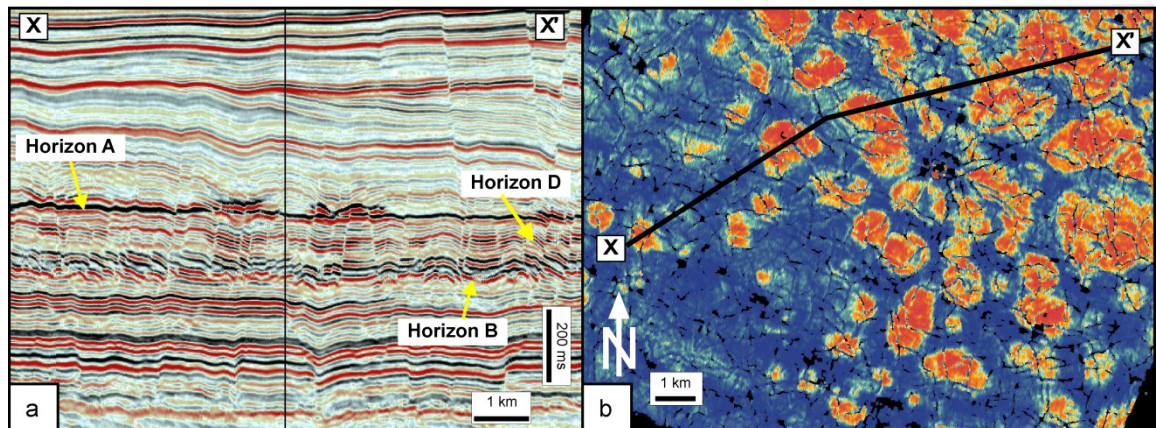 X
X'
Horizon A
Horizon D
Horizon B
200 ms
1 km
a
X'
X
N
1 km
b